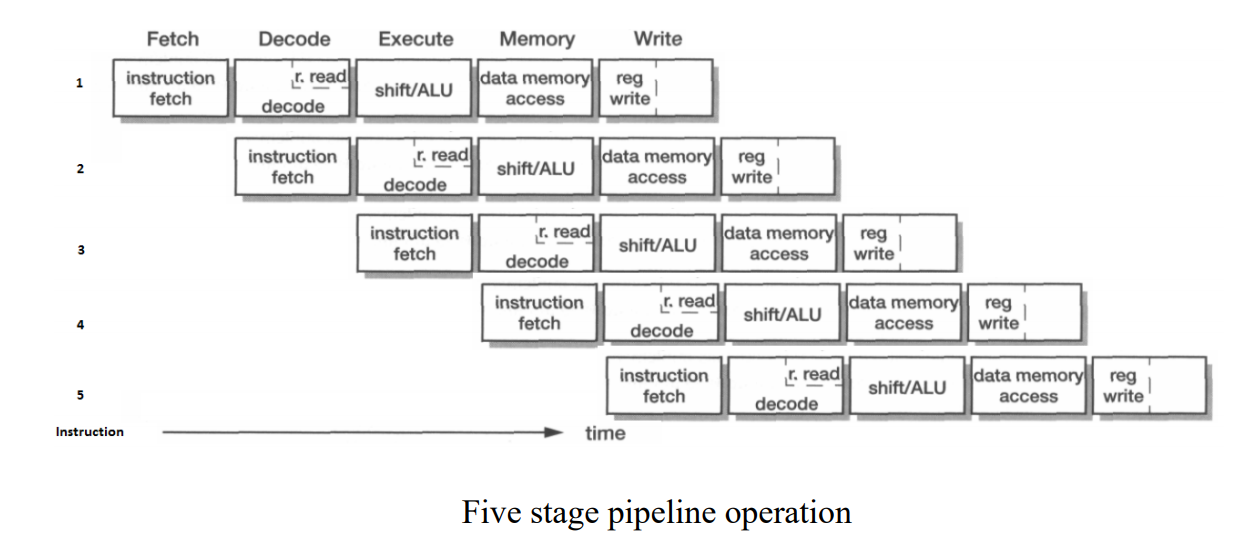 Fetch Decode Execute Memory Write
1
instruction fetch
r. read
decode
shift/ALU
data memory access
reg write
2
instruction fetch
r. read
decode
shift/ALU
data memory access
reg write
3
instruction fetch
r. read
decode
shift/ALU
data memory access
reg write
4
instruction fetch
r. read
decode
shift/ALU
data memory access
reg write
5
instruction fetch
r. read
decode
shift/ALU
data memory access
reg write
Instruction
time
Five stage pipeline operation